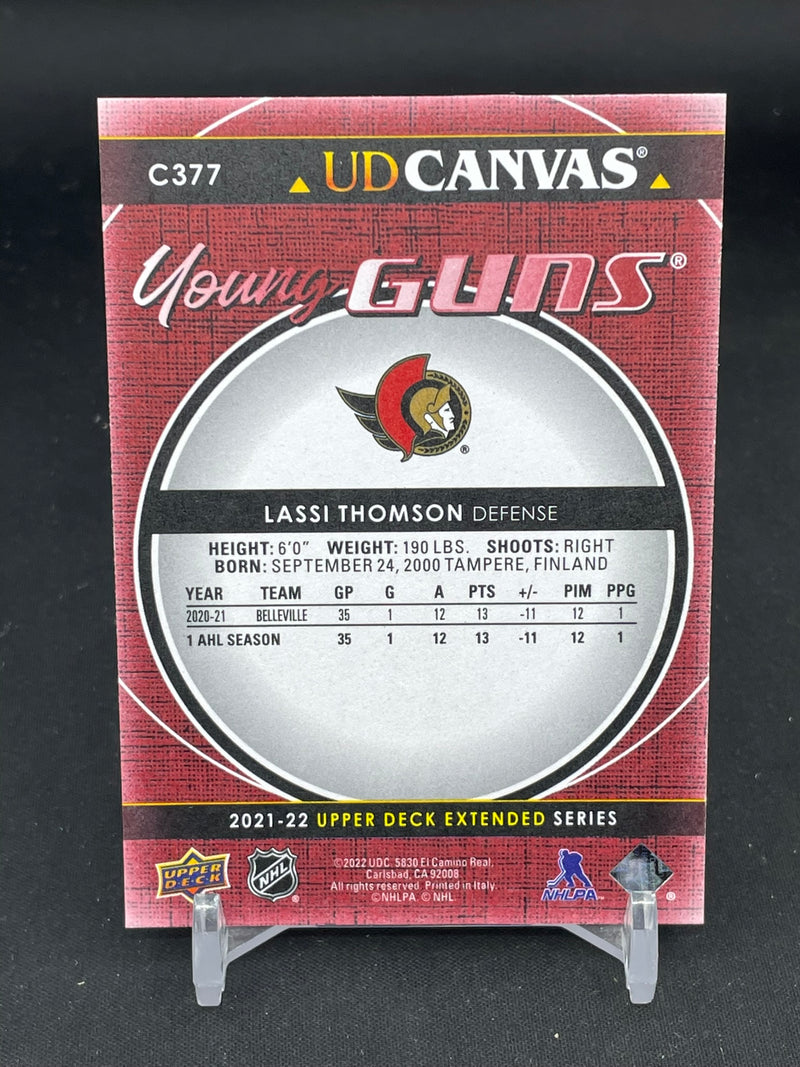 C377 UD CANVAS®
Young GUNS®
®
LASSI THOMSON DEFENSE
HEIGHT: 6'0" WEIGHT: 190 LBS. SHOOTS: RIGHT
BORN: SEPTEMBER 24, 2000 TAMPERE, FINLAND
YEAR TEAM GP G A PTS +/- PIM PPG
2020-21 BELLEVILLE 35 1 12 13 -11 12 1
1 AHL SEASON 35 1 12 13 -11 12 1
2021-22 UPPER DECK EXTENDED SERIES
UPPER DECK
NHL ®
©2022 UDC. 5830 El Camino Real,
Carlsbad, CA 92008
All rights reserved. Printed in Italy.
©NHLPA © NHL
NHLPA
®